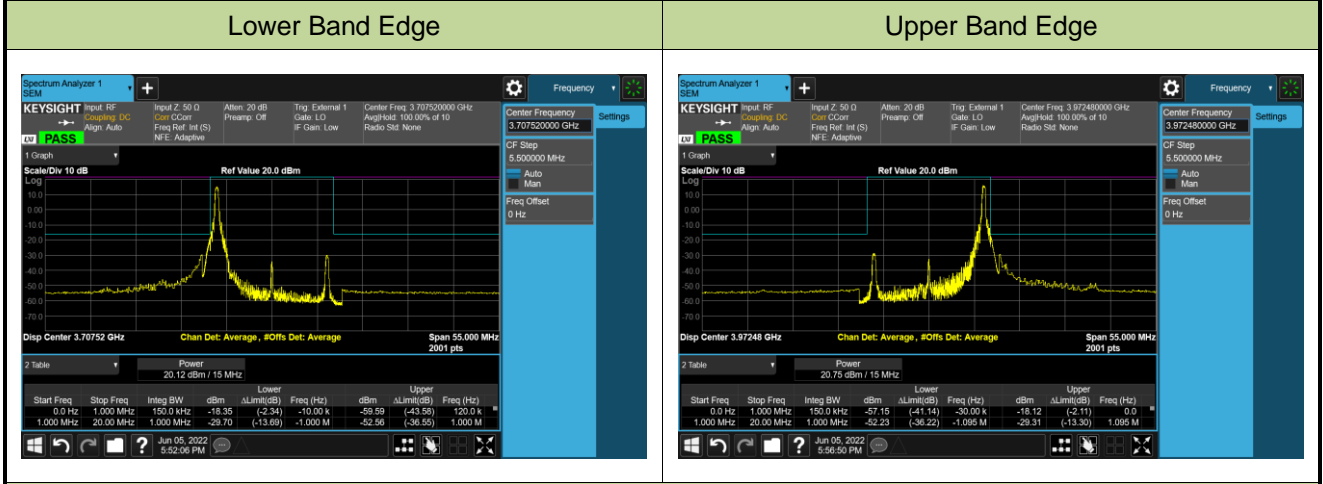 Lower Band Edge
Upper Band Edge
Spectrum Analyzer 1
SEM
+
Frequency
KEYSIGHT
Input: RF
Coupling: DC
Align: Auto
Input Z: 50 Ω
Corr CCorr
Freq Ref: Int (S)
NFE: Adaptive
Atten: 20 dB
Preamp: Off
Trig: External 1
Gate: LO
IF Gain: Low
Center Freq: 3.707520000 GHz
Avg|Hold: 100.00% of 10
Radio Std: None
LXI
PASS
Center Frequency
3.707520000 GHz
Settings
CF Step
5.500000 MHz
Auto
Man
Freq Offset
0 Hz
1 Graph
Scale/Div 10 dB
Ref Value 20.0 dBm
Log
10.0
0.00
-10.0
-20.0
-30.0
-40.0
-50.0
-60.0
-70.0
Disp Center 3.70752 GHz
Chan Det: Average, #Offs Det: Average
Span 55.000 MHz
2001 pts
2 Table
Power
20.12 dBm / 15 MHz
Lower Upper
Start Freq Stop Freq Integ BW dBm ΔLimit(dB) Freq (Hz) dBm ΔLimit(dB) Freq (Hz)
0.0 Hz 1.000 MHz 150.0 kHz -18.35 (-2.34) -10.00 k -59.59 (-43.58) 120.0 k
1.000 MHz 20.00 MHz 1.000 MHz -29.70 (-13.69) -1.000 M -52.56 (-36.55) 1.000 M
?
Jun 05, 2022
5:52:06 PM
Spectrum Analyzer 1
SEM
+
Frequency
KEYSIGHT
Input: RF
Coupling: DC
Align: Auto
Input Z: 50 Ω
Corr CCorr
Freq Ref: Int (S)
NFE: Adaptive
Atten: 20 dB
Preamp: Off
Trig: External 1
Gate: LO
IF Gain: Low
Center Freq: 3.972480000 GHz
Avg|Hold: 100.00% of 10
Radio Std: None
LXI
PASS
Center Frequency
3.972480000 GHz
Settings
CF Step
5.500000 MHz
Auto
Man
Freq Offset
0 Hz
1 Graph
Scale/Div 10 dB
Ref Value 20.0 dBm
Log
10.0
0.00
-10.0
-20.0
-30.0
-40.0
-50.0
-60.0
-70.0
Disp Center 3.97248 GHz
Chan Det: Average, #Offs Det: Average
Span 55.000 MHz
2001 pts
2 Table
Power
20.75 dBm / 15 MHz
Lower Upper
Start Freq Stop Freq Integ BW dBm ΔLimit(dB) Freq (Hz) dBm ΔLimit(dB) Freq (Hz)
0.0 Hz 1.000 MHz 150.0 kHz -57.15 (-41.14) -30.00 k -18.12 (-2.11) 0.0
1.000 MHz 20.00 MHz 1.000 MHz -52.23 (-36.22) -1.095 M -29.31 (-13.30) 1.095 M
?
Jun 05, 2022
5:56:50 PM